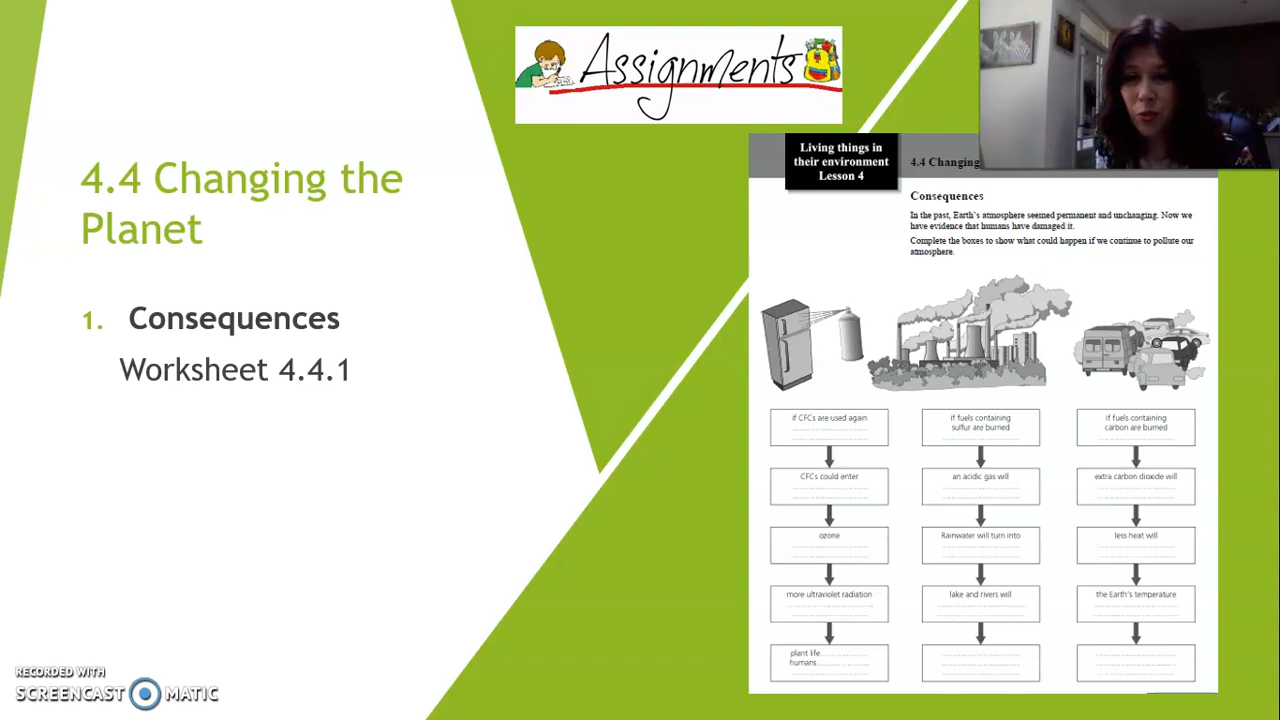 Assignments
4.4 Changing the
Planet
1. Consequences
Worksheet 4.4.1
Living things in
their environment
Lesson 4
4.4 Changing
Consequences
In the past, Earth's atmosphere seemed permanent and unchanging. Now we
have evidence that humans have damaged it.
Complete the boxes to show what could happen if we continue to pollute our
atmosphere.
if CFCs are used again
CFCs could enter
ozone
more ultraviolet radiation
plant life
humans
if fuels containing
sulfur are burned
an acidic gas will
Rainwater will turn into
lake and rivers will
if fuels containing
carbon are burned
extra carbon dioxide will
less heat will
the Earth's temperature
RECORDED WITH
SCREENCAST MATIC